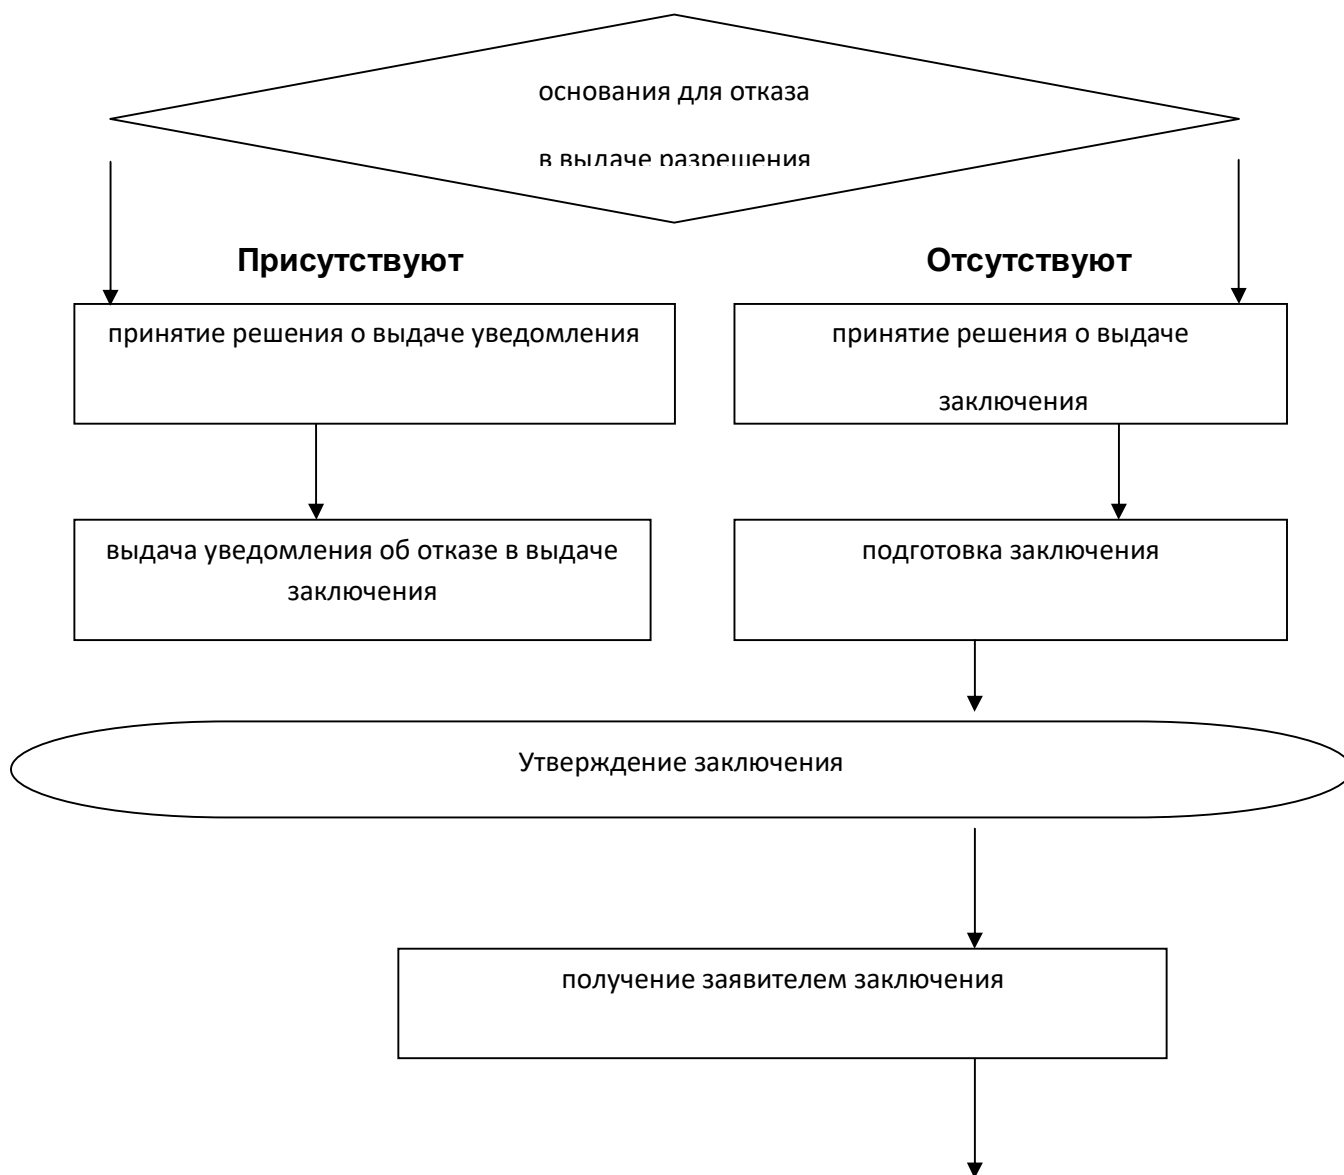 основания для отказа
в выдаче разрешения
Присутствуют
Отсутствуют
принятие решения о выдаче уведомления
принятие решения о выдаче
заключения
выдача уведомления об отказе в выдаче
заключения
подготовка заключения
Утверждение заключения
получение заявителем заключения